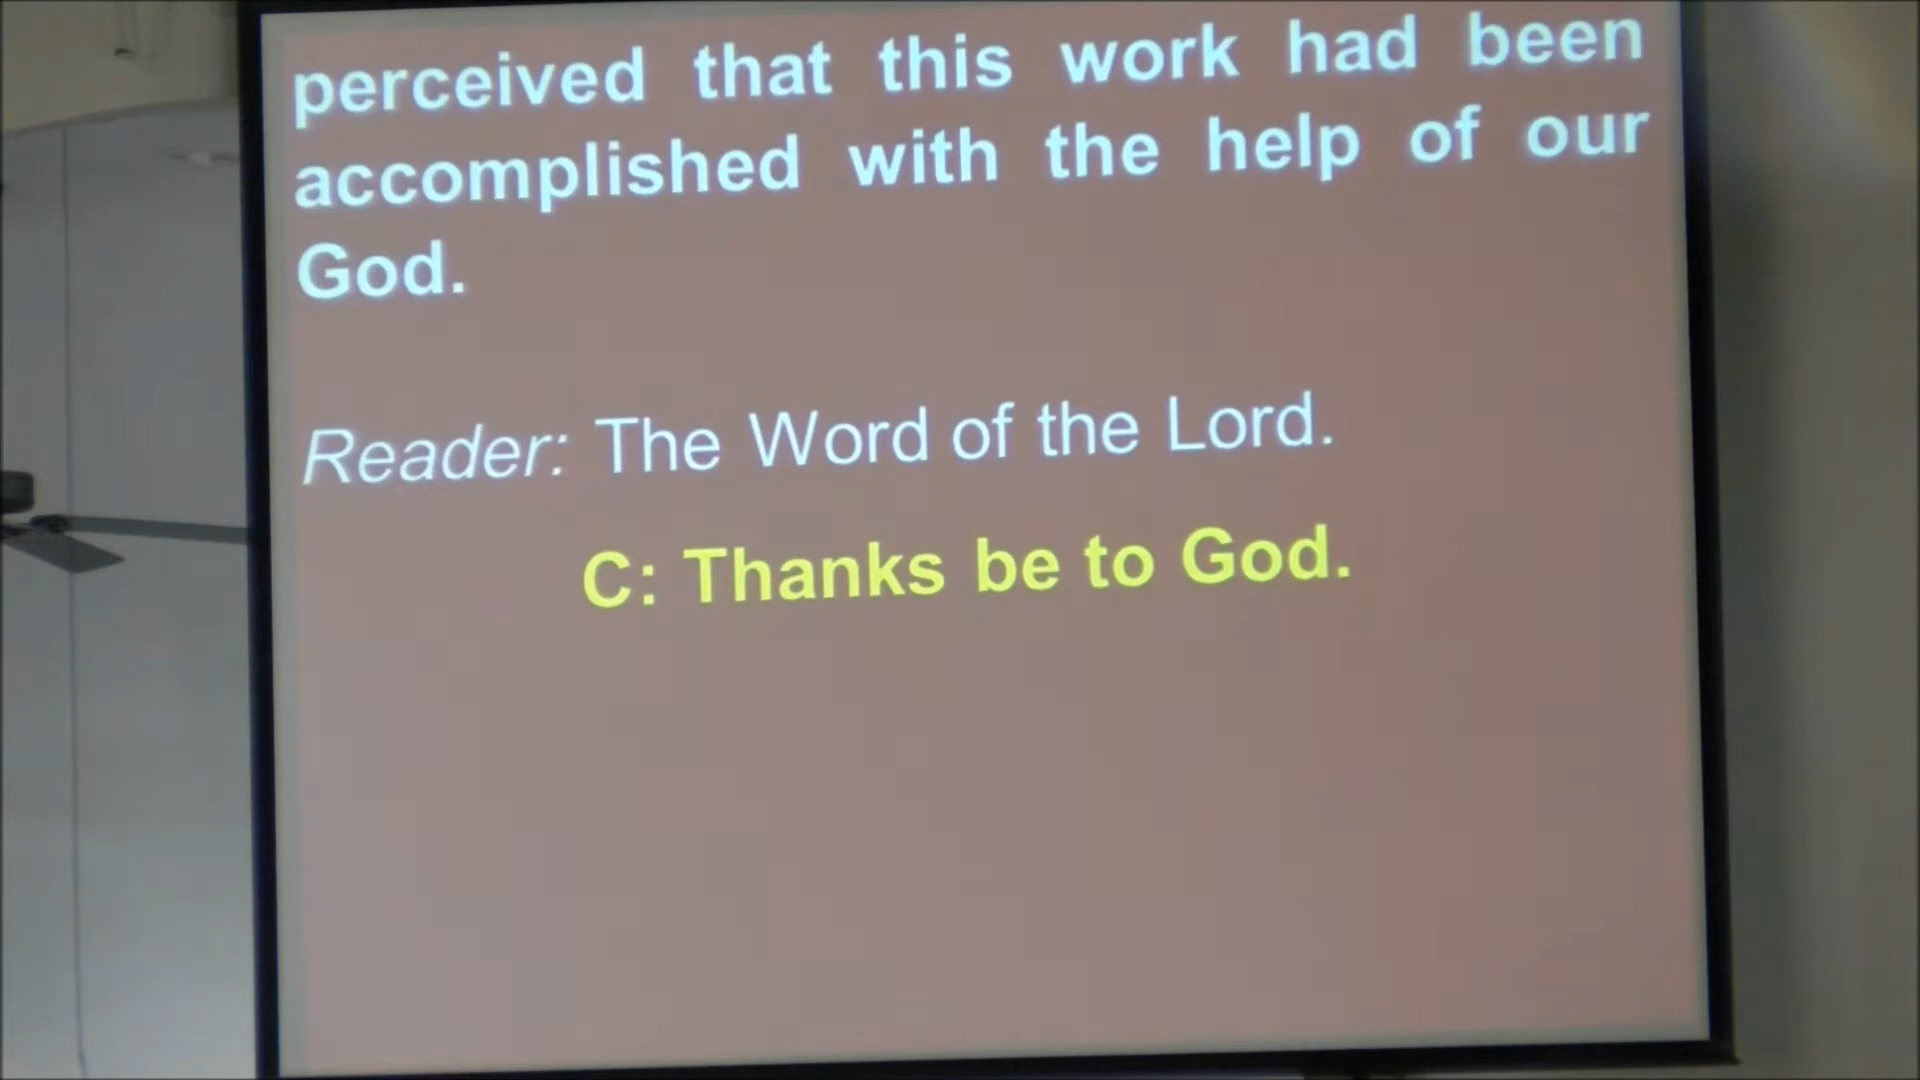 perceived that this work had been
accomplished with the help of our
God.
Reader: The Word of the Lord.
C: Thanks be to God.